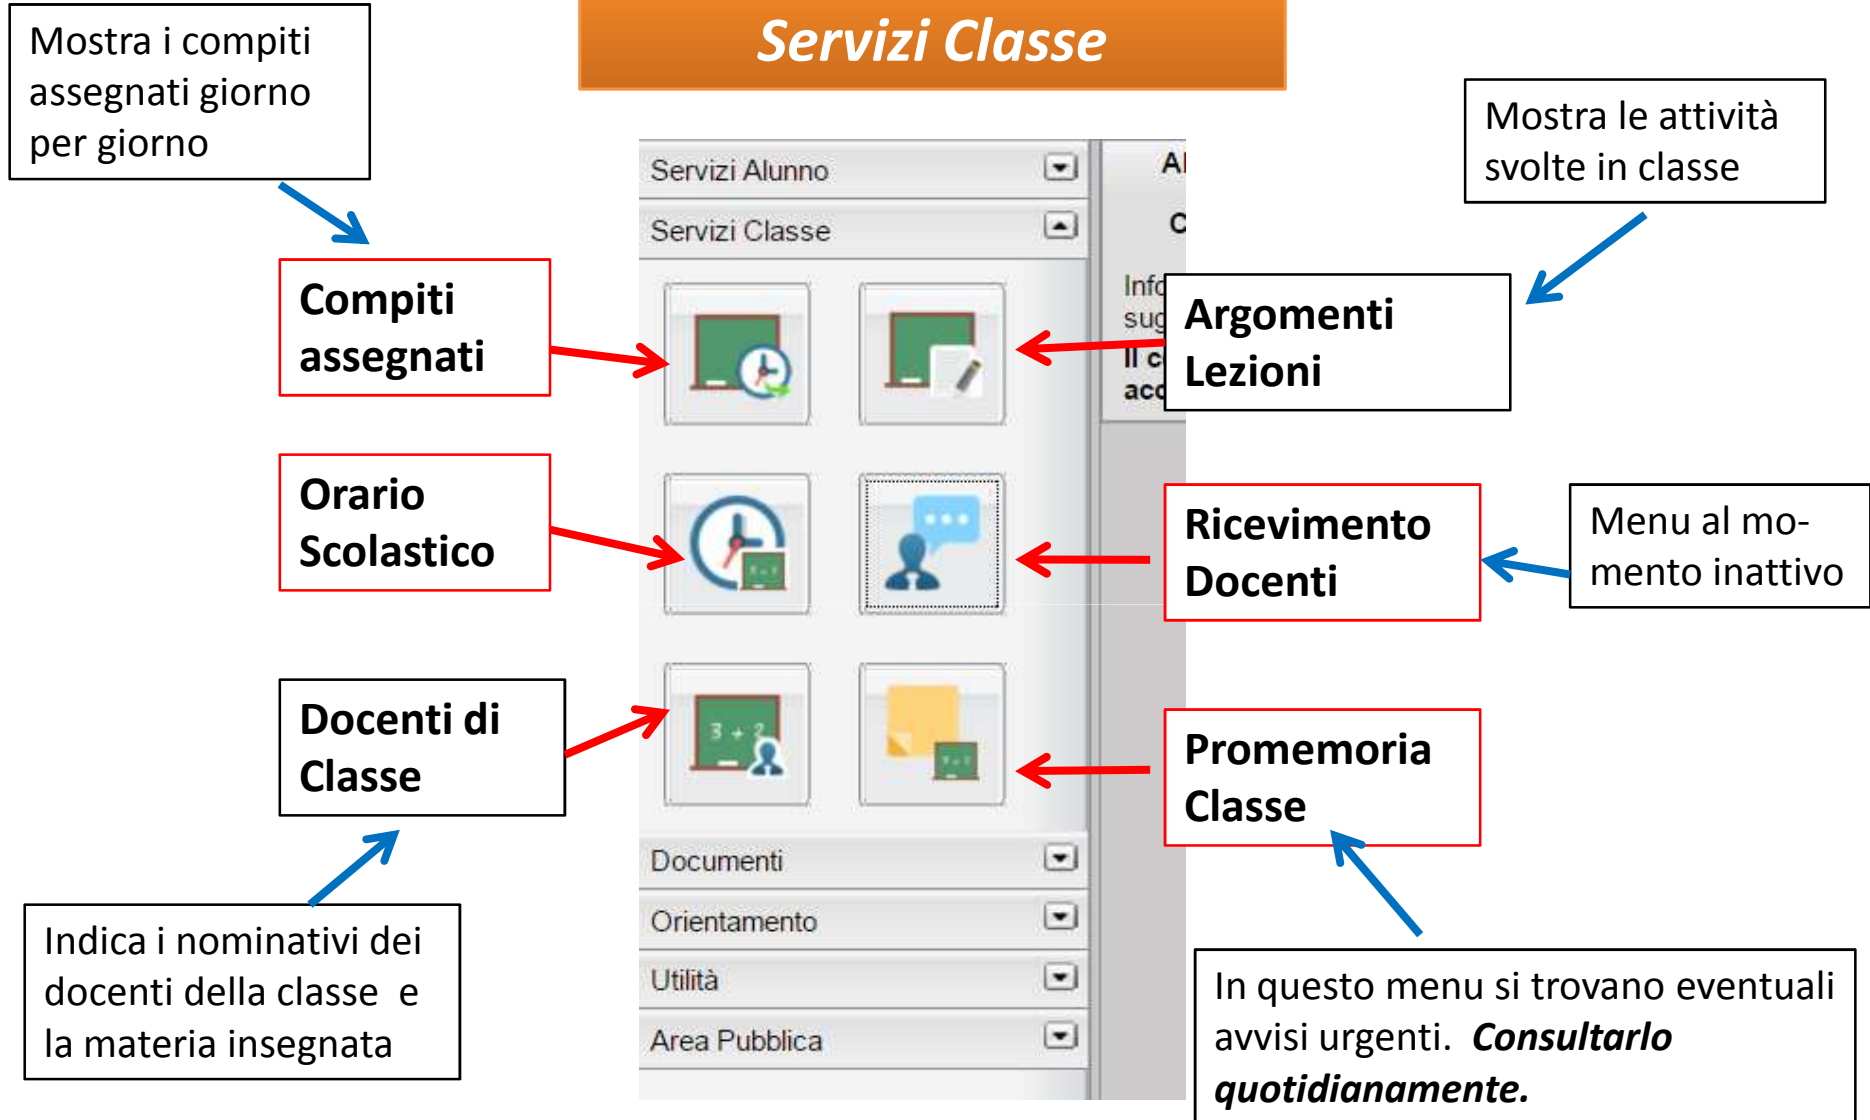 Servizi Classe
Mostra i compiti
assegnati giorno
per giorno
Mostra le attività
svolte in classe
Servizi Alunno
Servizi Classe
Compiti
assegnati
Argomenti
Lezioni
Orario
Scolastico
Ricevimento
Docenti
Menu al mo-
mento inattivo
Docenti di
Classe
3 + 2
Promemoria
Classe
Documenti
Orientamento
Utilità
Area Pubblica
Indica i nominativi dei
docenti della classe e
la materia insegnata
In questo menu si trovano eventuali
avvisi urgenti. Consultarlo
quotidianamente.